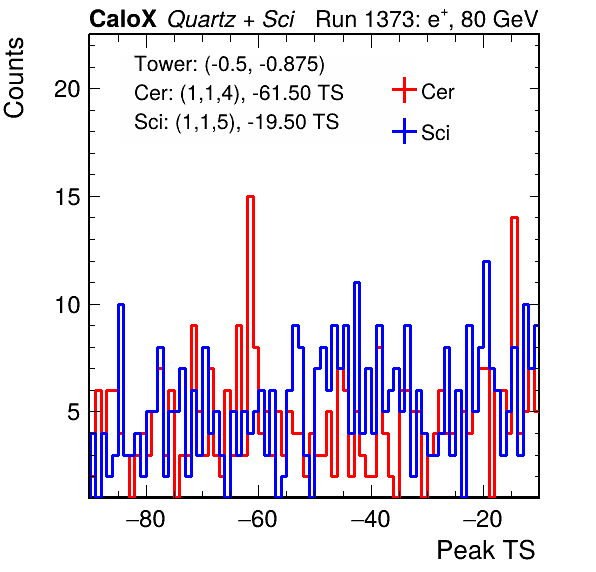 CaloX Quartz + Sci Run 1373: e+, 80 GeV
Counts
Tower: (-0.5, -0.875)
Cer: (1,1,4), -61.50 TS
Sci: (1,1,5), -19.50 TS
Cer
Sci
20
15
10
5
−80 −60 −40 −20
Peak TS